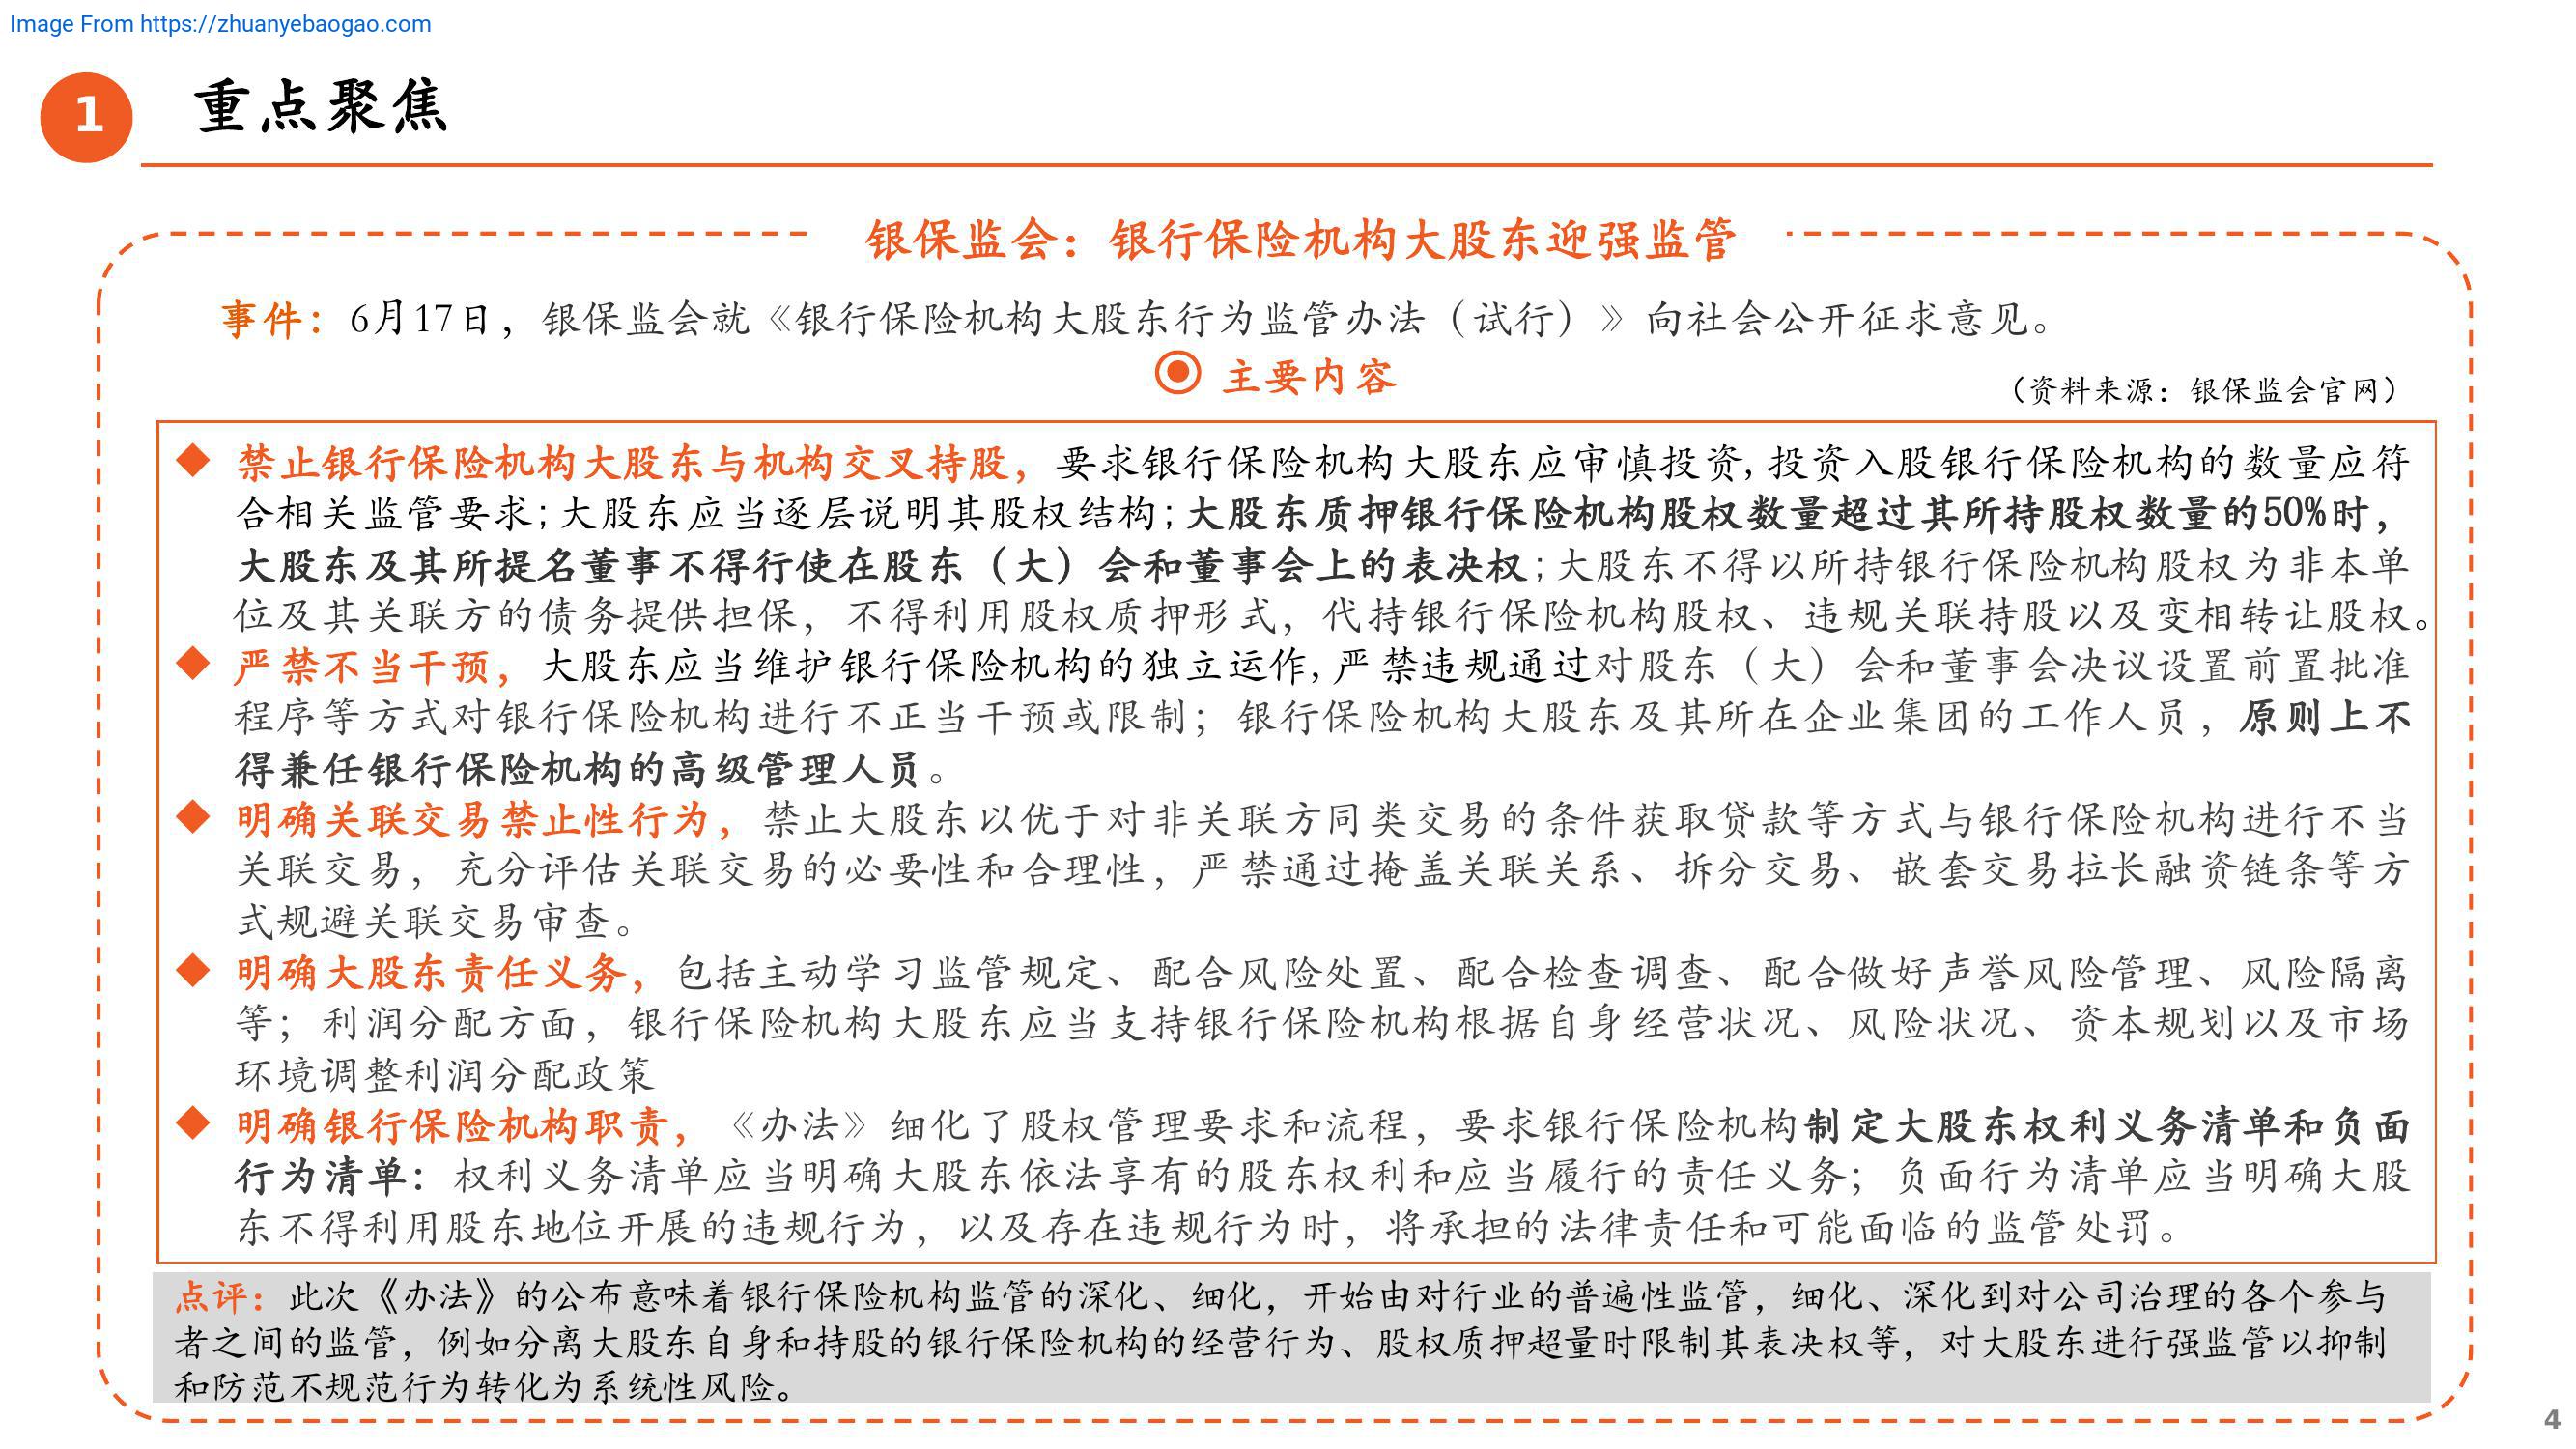 Image From https://zhuanyebaogao.com
1
重点聚焦
银保监会：银行保险机构大股东迎强监管
事件：6月17日，银保监会就《银行保险机构大股东行为监管办法（试行）》向社会公开征求意见。
主要内容
（资料来源：银保监会官网）
◆ 禁止银行保险机构大股东与机构交叉持股，要求银行保险机构大股东应审慎投资,投资入股银行保险机构的数量应符
合相关监管要求;大股东应当逐层说明其股权结构;大股东质押银行保险机构股权数量超过其所持股权数量的50%时，
大股东及其所提名董事不得行使在股东（大）会和董事会上的表决权;大股东不得以所持银行保险机构股权为非本单
位及其关联方的债务提供担保，不得利用股权质押形式，代持银行保险机构股权、违规关联持股以及变相转让股权。
◆ 严禁不当干预，大股东应当维护银行保险机构的独立运作,严禁违规通过对股东（大）会和董事会决议设置前置批准
程序等方式对银行保险机构进行不正当干预或限制；银行保险机构大股东及其所在企业集团的工作人员，原则上不
得兼任银行保险机构的高级管理人员。
◆ 明确关联交易禁止性行为，禁止大股东以优于对非关联方同类交易的条件获取贷款等方式与银行保险机构进行不当
关联交易，充分评估关联交易的必要性和合理性，严禁通过掩盖关联关系、拆分交易、嵌套交易拉长融资链条等方
式规避关联交易审查。
◆ 明确大股东责任义务，包括主动学习监管规定、配合风险处置、配合检查调查、配合做好声誉风险管理、风险隔离
等；利润分配方面，银行保险机构大股东应当支持银行保险机构根据自身经营状况、风险状况、资本规划以及市场
环境调整利润分配政策
◆ 明确银行保险机构职责，《办法》细化了股权管理要求和流程，要求银行保险机构制定大股东权利义务清单和负面
行为清单：权利义务清单应当明确大股东依法享有的股东权利和应当履行的责任义务；负面行为清单应当明确大股
东不得利用股东地位开展的违规行为，以及存在违规行为时，将承担的法律责任和可能面临的监管处罚。
点评：此次《办法》的公布意味着银行保险机构监管的深化、细化，开始由对行业的普遍性监管，细化、深化到对公司治理的各个参与
者之间的监管，例如分离大股东自身和持股的银行保险机构的经营行为、股权质押超量时限制其表决权等，对大股东进行强监管以抑制
和防范不规范行为转化为系统性风险。
4